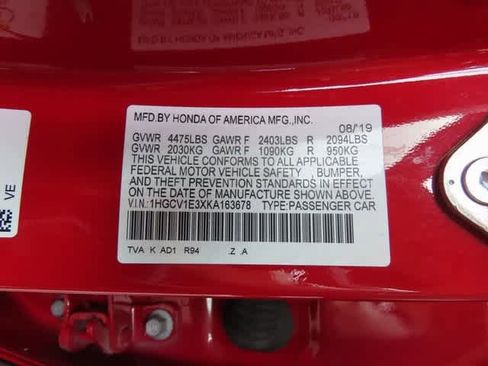 MFD.BY HONDA OF AMERICA MFG.,INC.
08/'19
GVWR 4475LBS GAWR F 2403LBS R 2094LBS
GVWR 2030KG GAWR F 1090KG R 950KG
THIS VEHICLE CONFORMS TO ALL APPLICABLE
FEDERAL MOTOR VEHICLE SAFETY, BUMPER,
AND THEFT PREVENTION STANDARDS IN EFFECT
ON THE DATE OF MANUFACTURE SHOWN ABOVE.
V.I.N.:1HGCV1E3XKA163678 TYPE:PASSENGER CAR
TVA K AD1 R94 .Z .A
VE